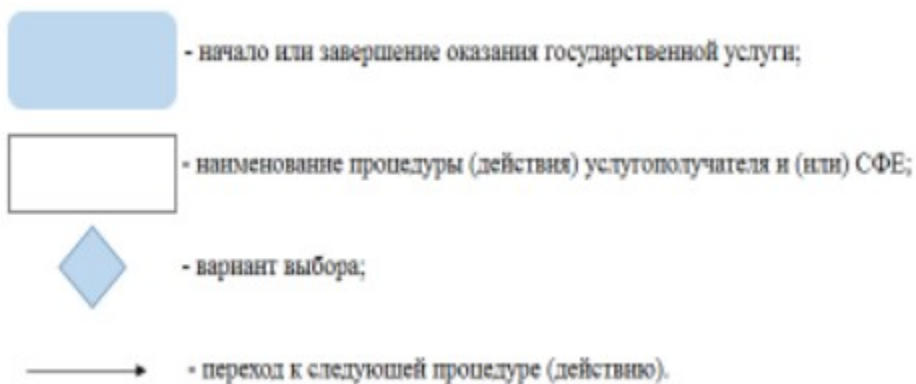 - начало или завершение оказания государственной услуги;
- наименование процедуры (действия) услугополучателя и (или) СФЕ;
- вариант выбора;
- переход к следующей процедуре (действию).